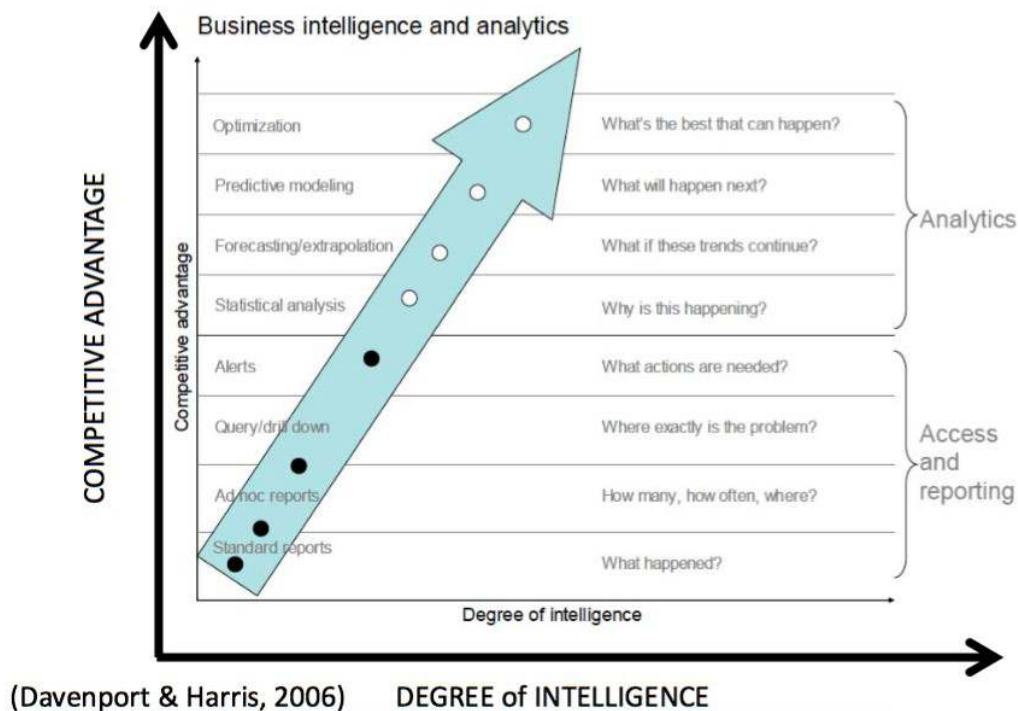 Business intelligence and analytics
COMPETITIVE ADVANTAGE
Competitive advantage
Optimization What's the best that can happen?
Predictive modeling What will happen next?
Forecasting/extrapolation What if these trends continue?
Statistical analysis Why is this happening?
Analytics
Alerts What actions are needed?
Query/drill down Where exactly is the problem?
Ad hoc reports How many, how often, where?
Standard reports What happened?
Access
and
reporting
Degree of intelligence
(Davenport & Harris, 2006) DEGREE of INTELLIGENCE